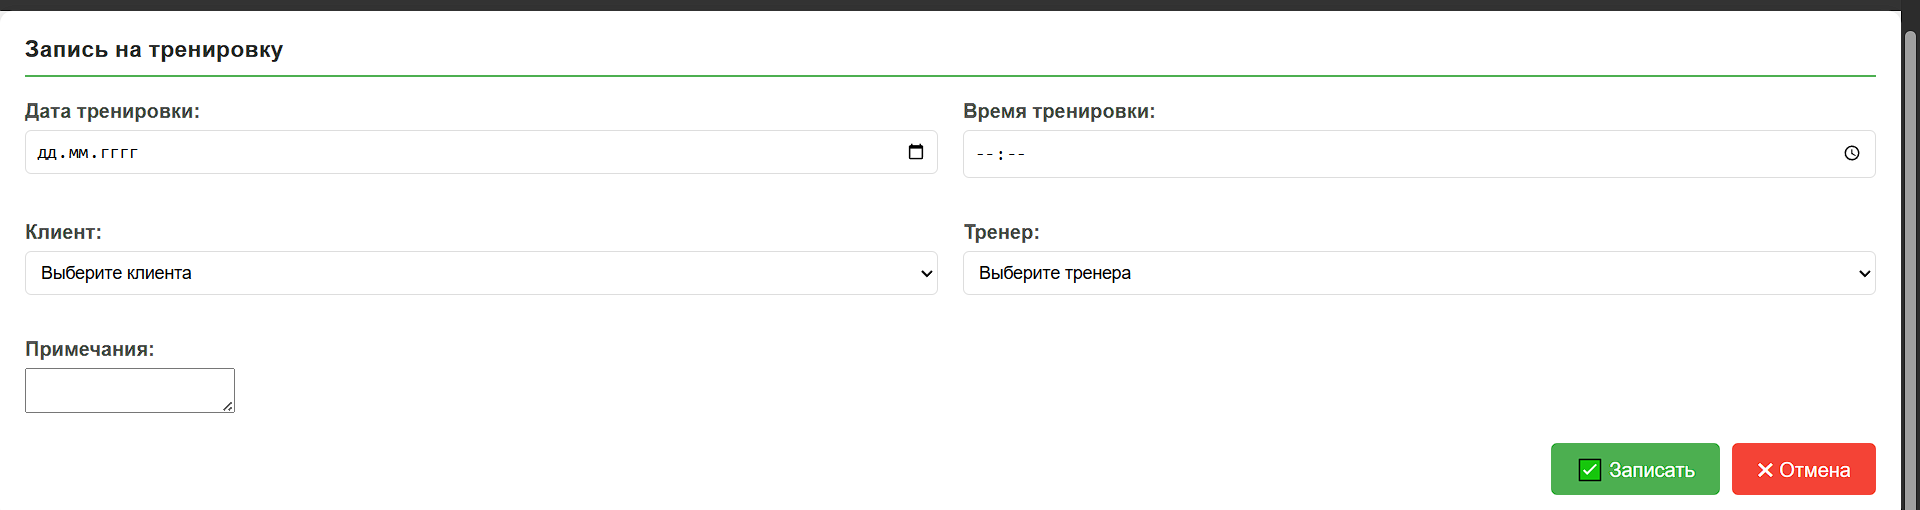 Запись на тренировку
Дата тренировки:
Время тренировки:
дд.мм.гггг
--:--
Клиент:
Тренер:
Выберите клиента
Выберите тренера
Примечания:
✅ Записать
❌ Отмена